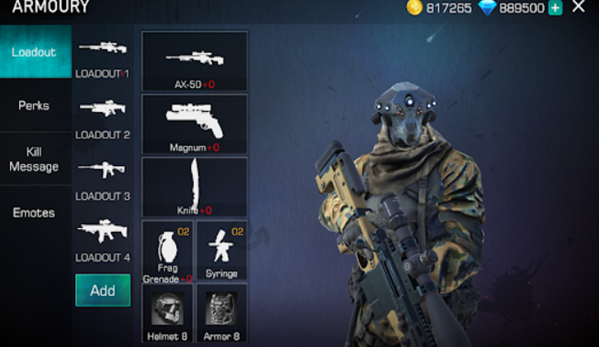 ARMOURY
817265
889500
Loadout
Perks
Kill
Message
Emotes
LOADOUT 1
LOADOUT 2
LOADOUT 3
LOADOUT 4
Add
AX-50+0
Magnum+0
Knife+0
02
Frag
Grenade+0
02
Syringe
Helmet 8
Armor 8